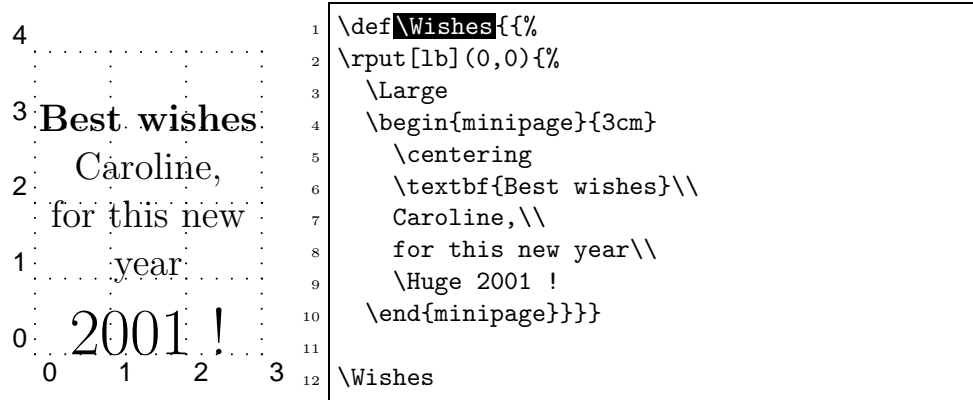 4
3
2
1
0
0 1 2 3
Best wishes
Caroline,
for this new
year
2001 !
1 \def\Wishes{{%
2 \rput[lb](0,0){%
3 \Large
4 \begin{minipage}{3cm}
5 \centering
6 \textbf{Best wishes}\\
7 Caroline,\\
8 for this new year\\
9 \Huge 2001 !
10 \end{minipage}}}}
11
12 \Wishes